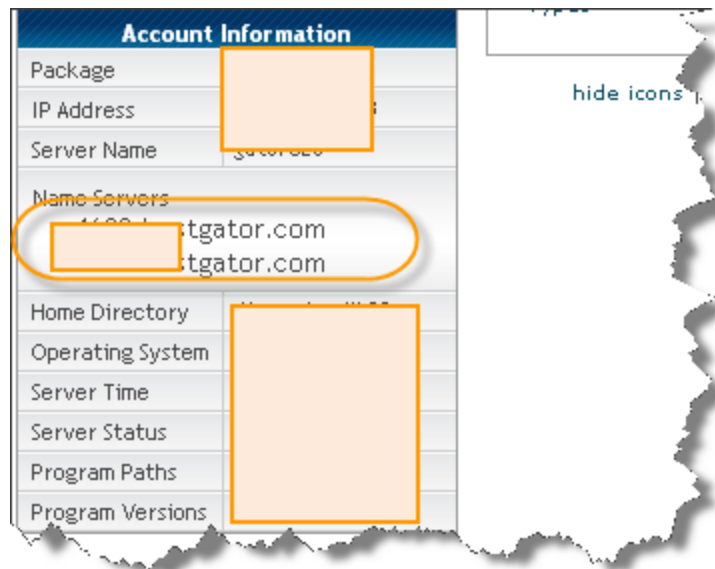 Account Information
Package
IP Address
Server Name
hide icons
Name Servers
tgator.com
stgator.com
Home Directory
Operating System
Server Time
Server Status
Program Paths
Program Versions